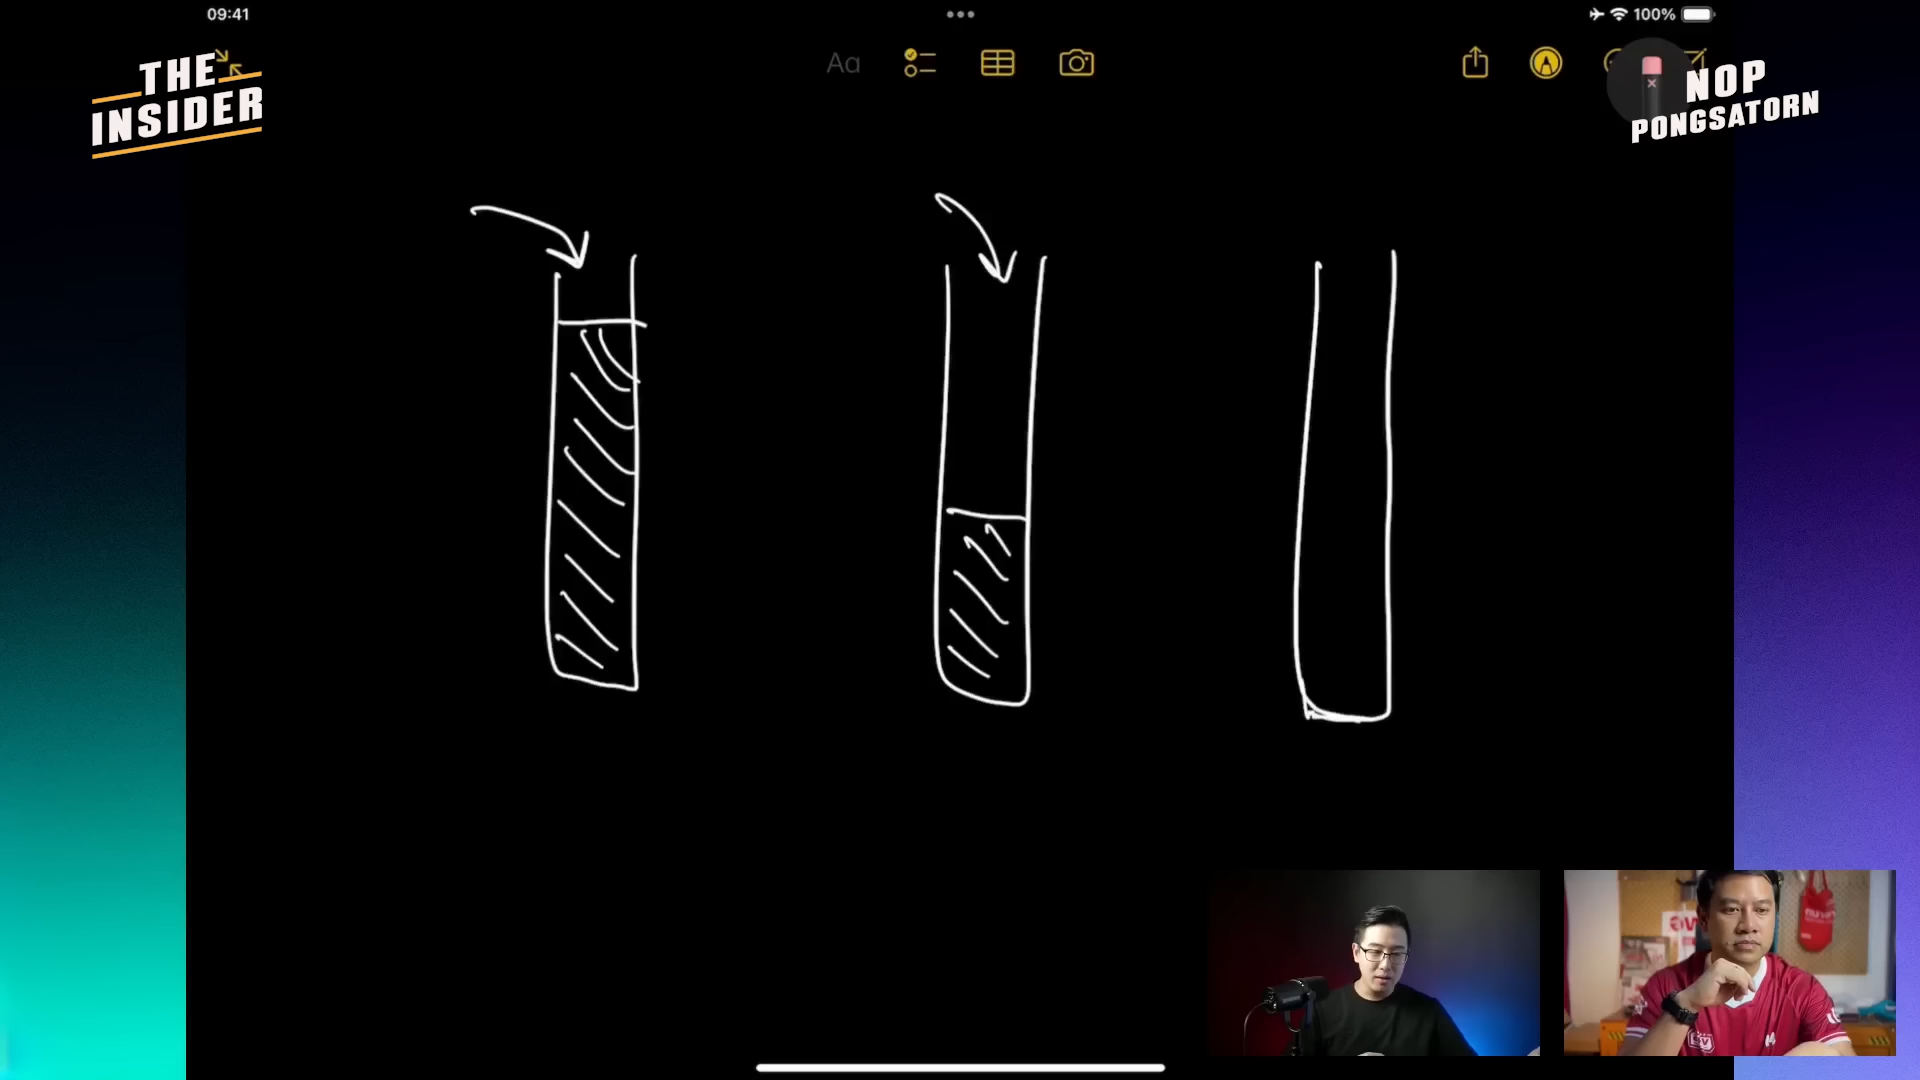 09:41
100%
THE
INSIDER
Aa
NOP
PONGSATORN